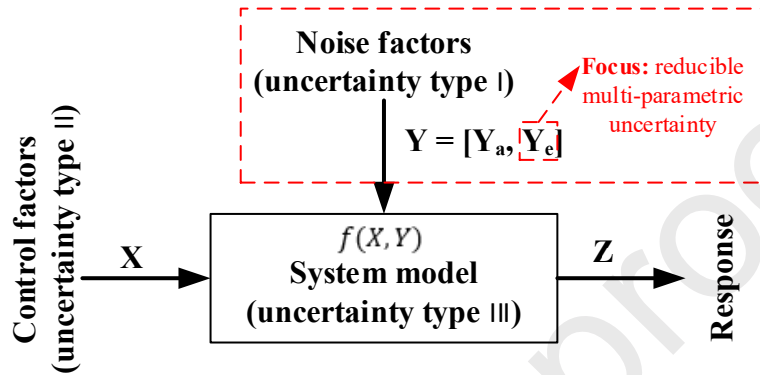 Noise factors
(uncertainty type I)
Focus: reducible
multi-parametric
uncertainty
Y = [Yₐ, Yₑ]
Control factors
(uncertainty type II)
X
f(X,Y)
System model
(uncertainty type III)
Z
Response